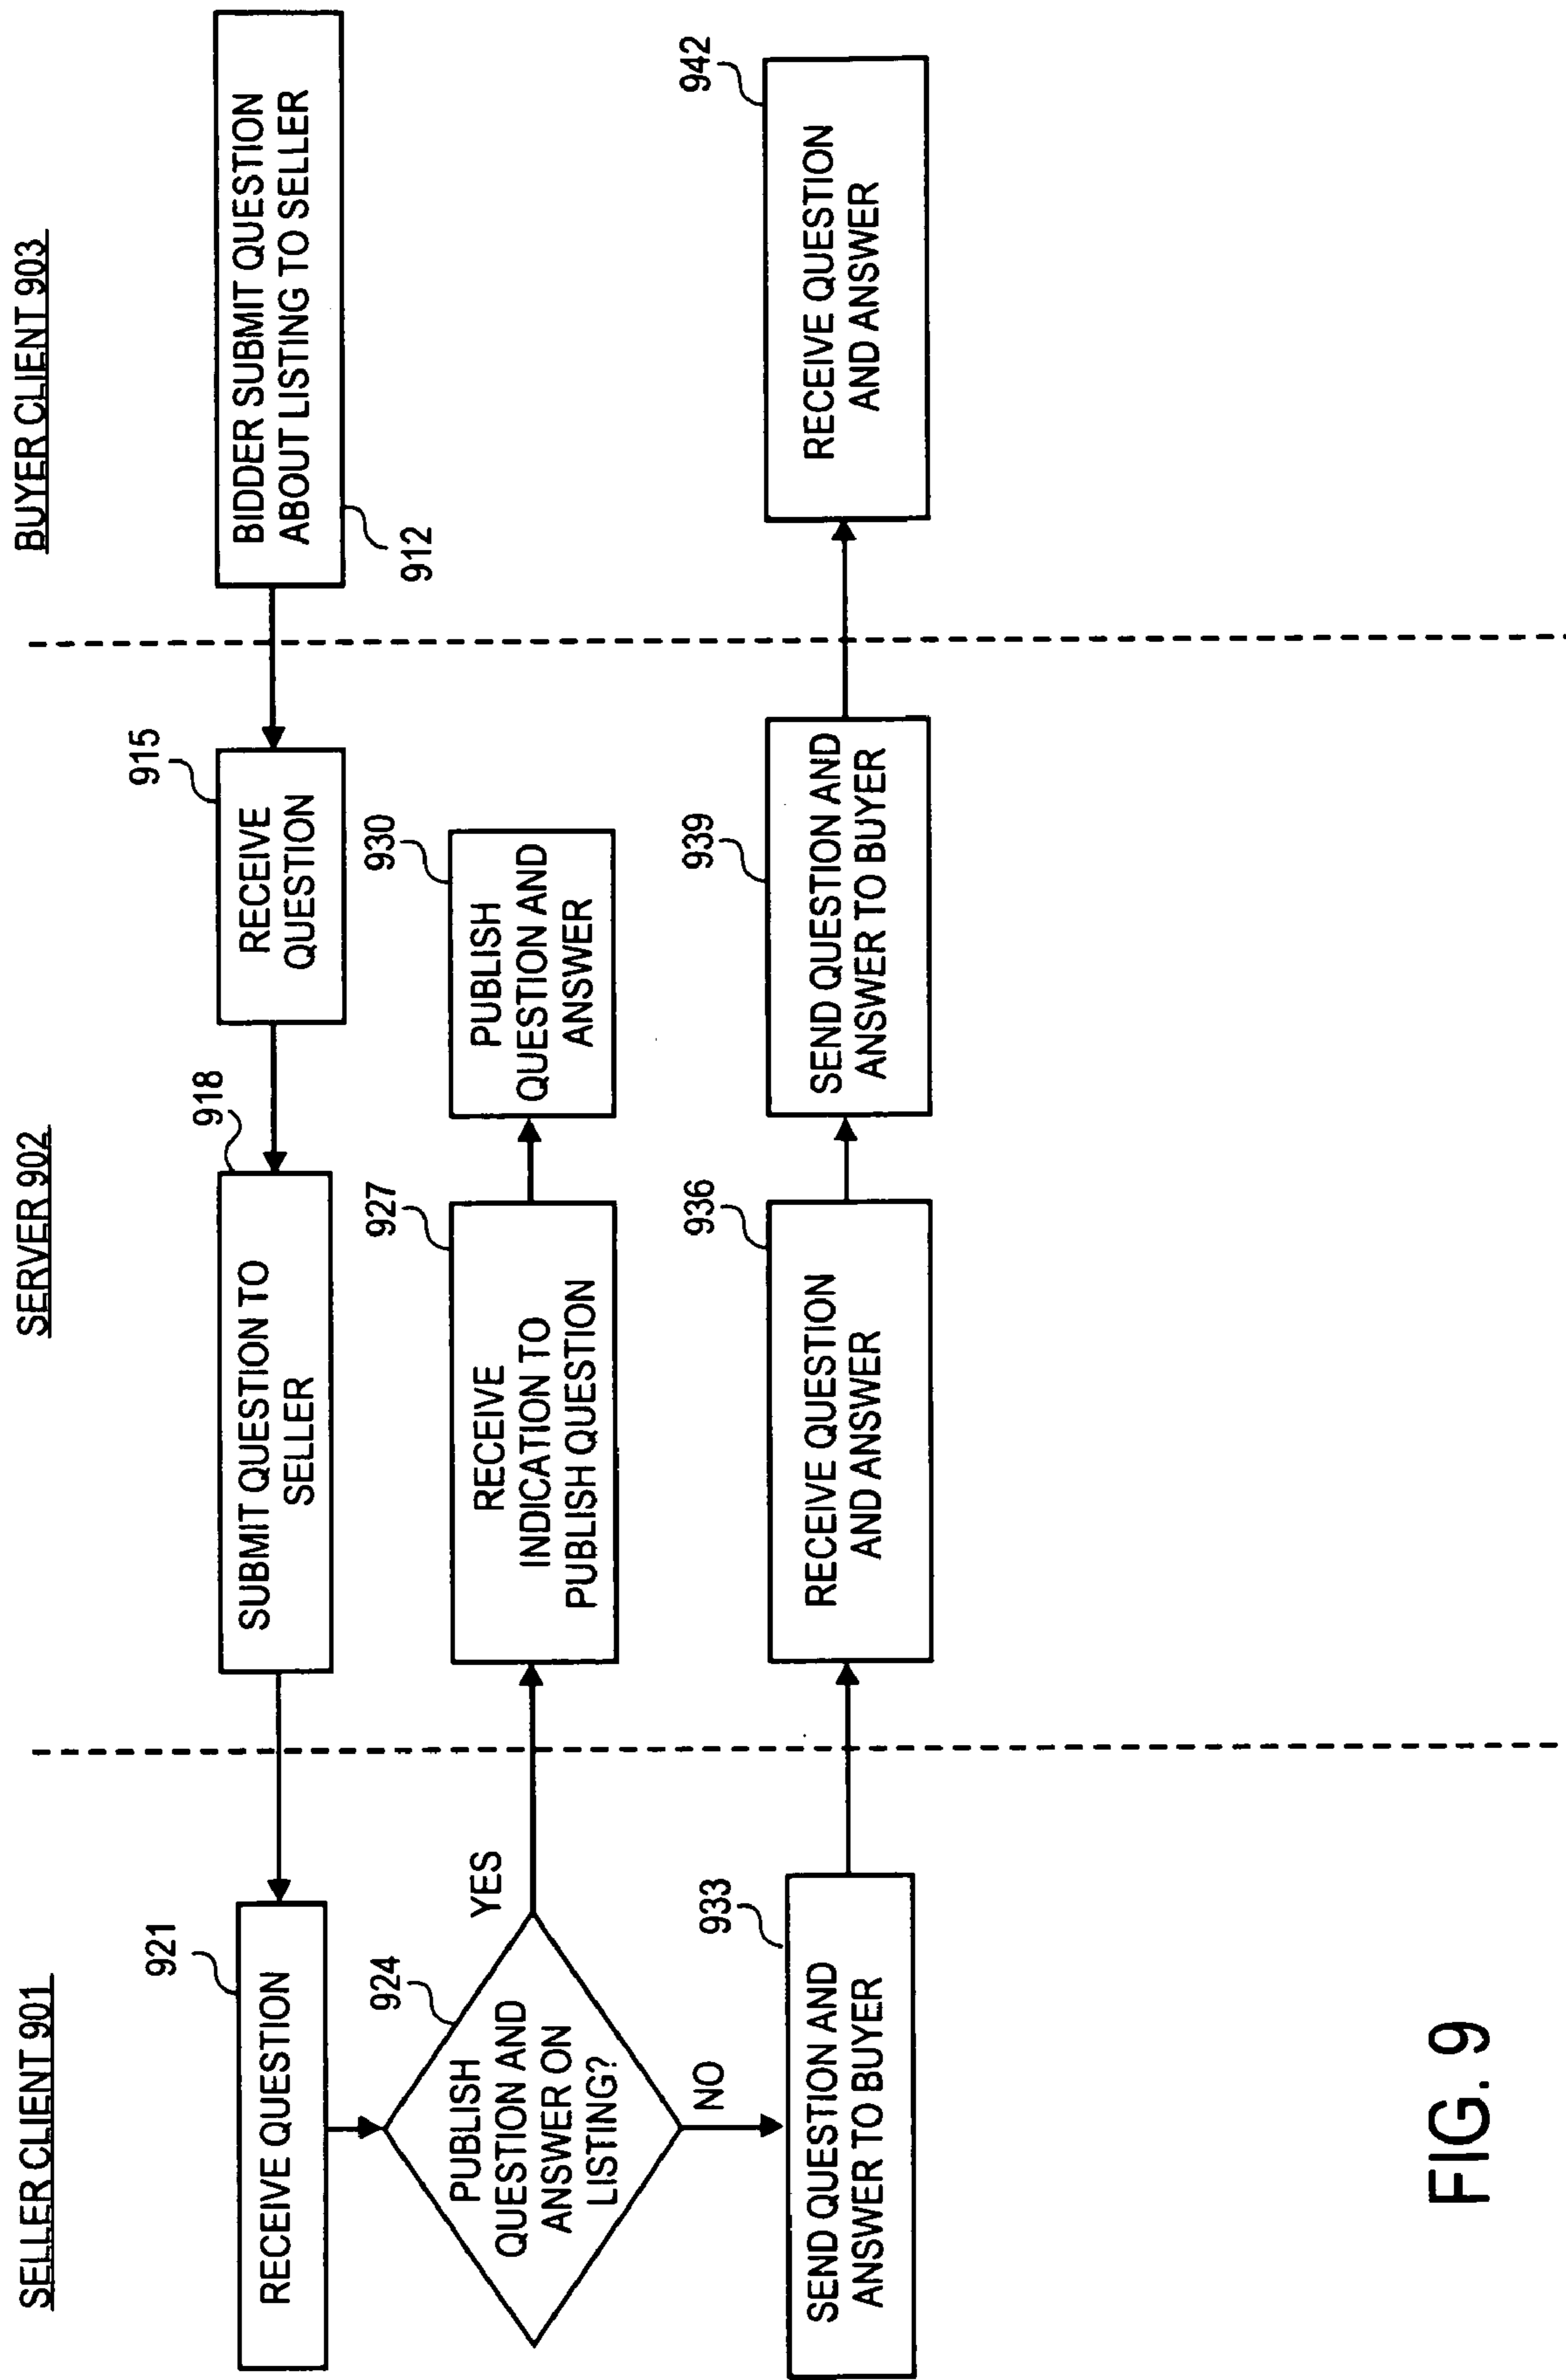 SELLER CLIENT 901
SERVER 902
BUYER CLIENT 903
BIDDER SUBMIT QUESTION
ABOUT LISTING TO SELLER
912
915
RECEIVE
QUESTION
918
SUBMIT QUESTION TO
SELLER
921
RECEIVE QUESTION
924
PUBLISH
QUESTION AND
ANSWER ON
LISTING?
YES
NO
927
RECEIVE
INDICATION TO
PUBLISH QUESTION
930
PUBLISH
QUESTION AND
ANSWER
933
SEND QUESTION AND
ANSWER TO BUYER
936
RECEIVE QUESTION
AND ANSWER
939
SEND QUESTION AND
ANSWER TO BUYER
942
RECEIVE QUESTION
AND ANSWER
FIG. 9